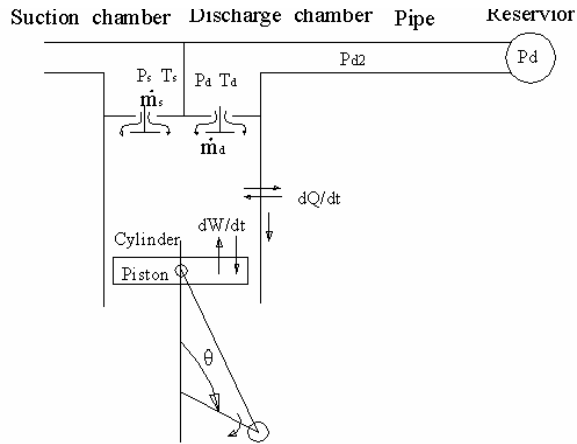 Suction chamber Discharge chamber Pipe Reservior
Pd2 Pd
Ps Ts Pd Td
ṁs
ṁd
dQ/dt
Cylinder dW/dt
Piston
θ